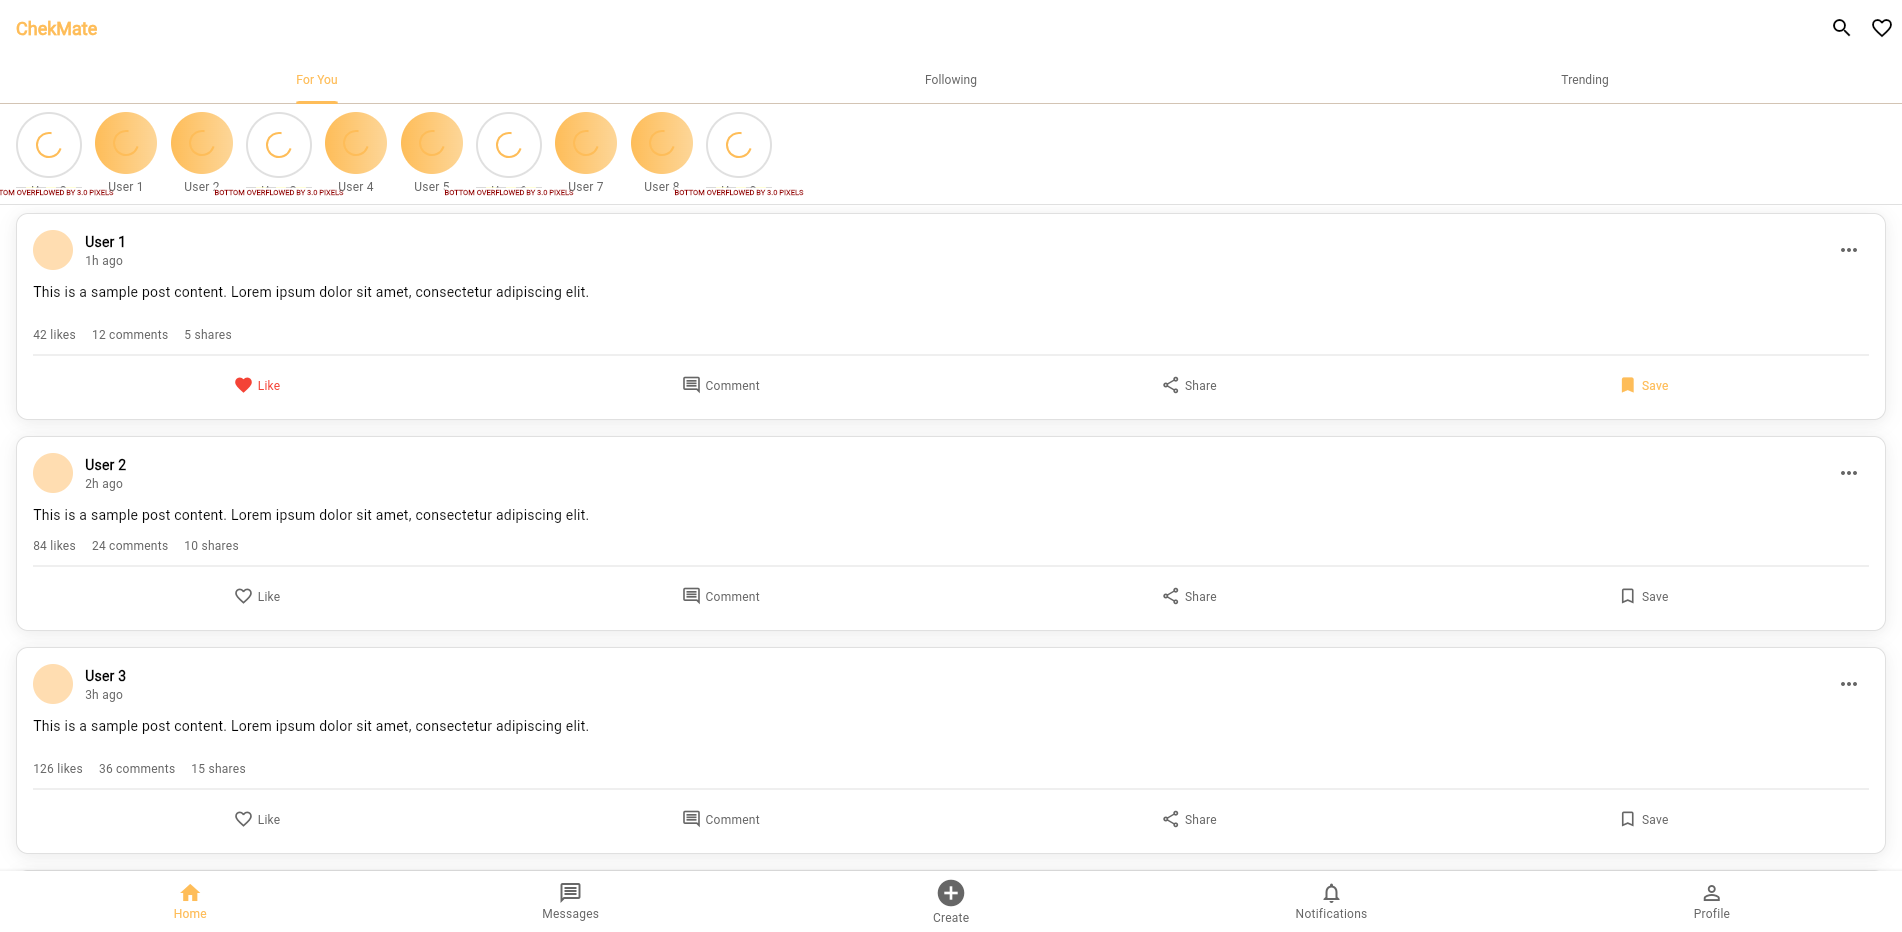 ChekMate
For You
Following
Trending
User 1
User 2
User 4
User 5
User 7
User 8
TOM OVERFLOWED BY 3.0 PIXELS
BOTTOM OVERFLOWED BY 3.0 PIXELS
BOTTOM OVERFLOWED BY 3.0 PIXELS
BOTTOM OVERFLOWED BY 3.0 PIXELS
User 1
1h ago
This is a sample post content. Lorem ipsum dolor sit amet, consectetur adipiscing elit.
42 likes 12 comments 5 shares
Like Comment Share Save
User 2
2h ago
This is a sample post content. Lorem ipsum dolor sit amet, consectetur adipiscing elit.
84 likes 24 comments 10 shares
Like Comment Share Save
User 3
3h ago
This is a sample post content. Lorem ipsum dolor sit amet, consectetur adipiscing elit.
126 likes 36 comments 15 shares
Like Comment Share Save
Home Messages Create Notifications Profile